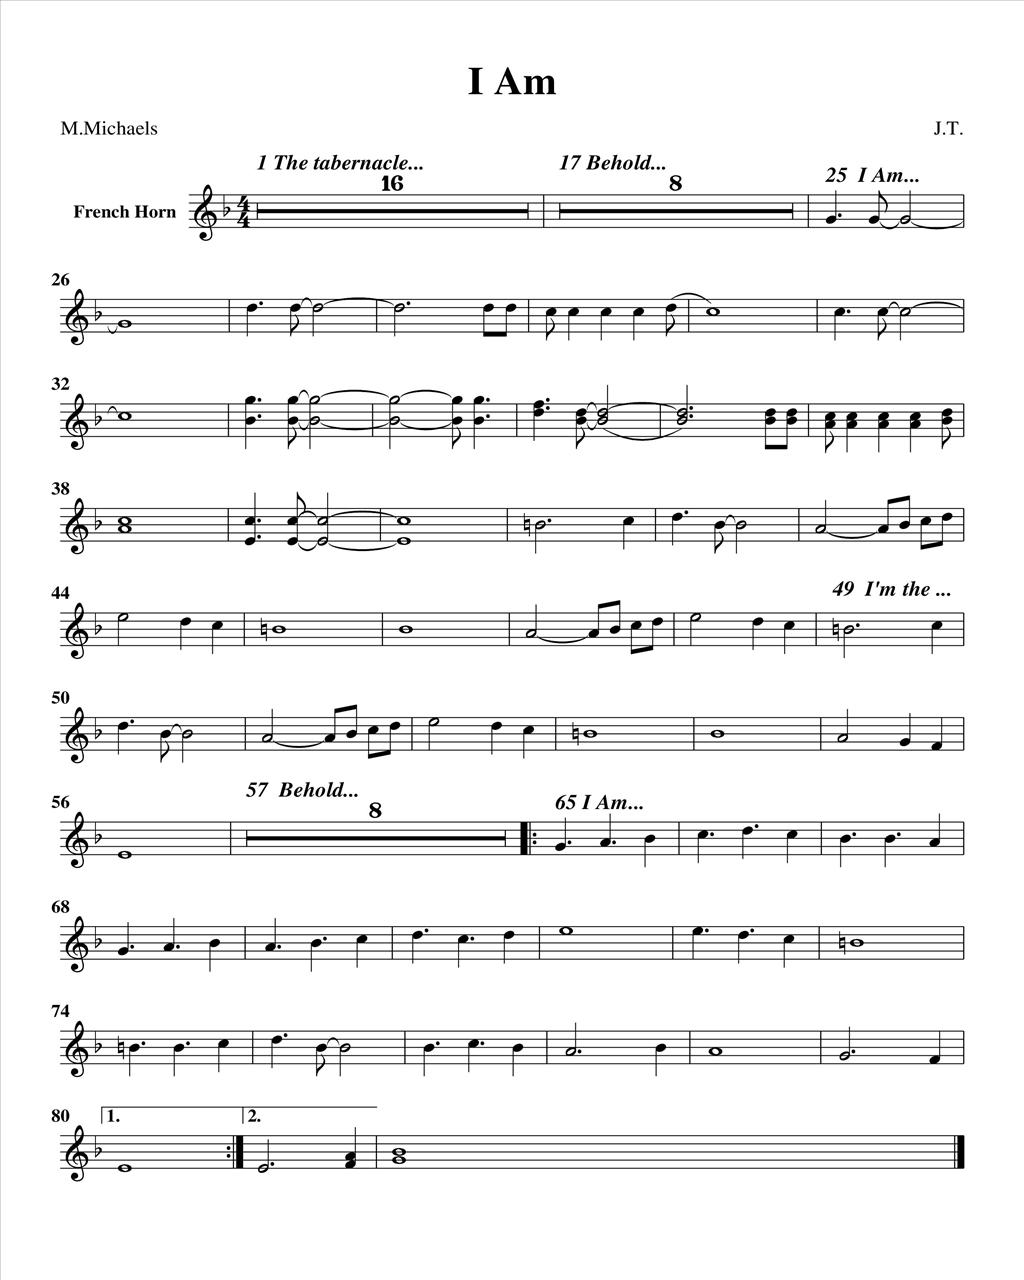 I Am
M.Michaels J.T.
1 The tabernacle... 17 Behold... 25 I Am...
16 8
French Horn 4/4
26
32
38
44 49 I'm the ...
50
56 57 Behold... 8 65 I Am...
68
74
80 1. 2.